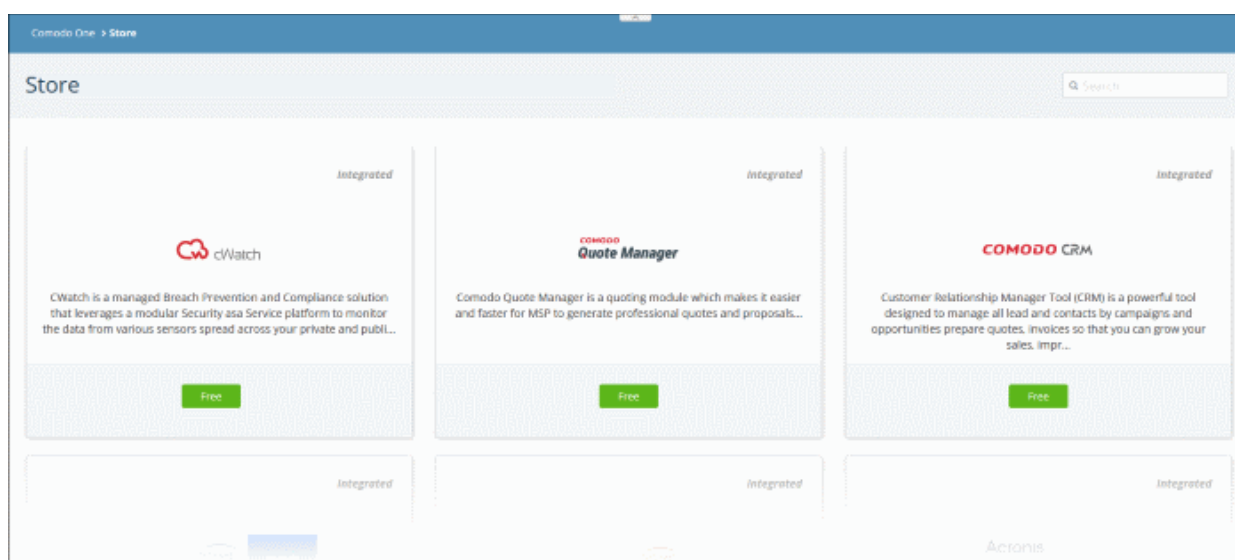 Comodo One > Store
Store
Search
Integrated
Integrated
Integrated
cWatch
COMODO
Quote Manager
COMODO CRM
CWatch is a managed Breach Prevention and Compliance solution
that leverages a modular Security asa Service platform to monitor
the data from various sensors spread across your private and publi...
Comodo Quote Manager is a quoting module which makes it easier
and faster for MSP to generate professional quotes and proposals...
Customer Relationship Manager Tool (CRM) is a powerful tool
designed to manage all lead and contacts by campaigns and
opportunities prepare quotes, invoices so that you can grow your
sales, impr...
Free
Free
Free
Integrated
Integrated
Integrated
Acronis